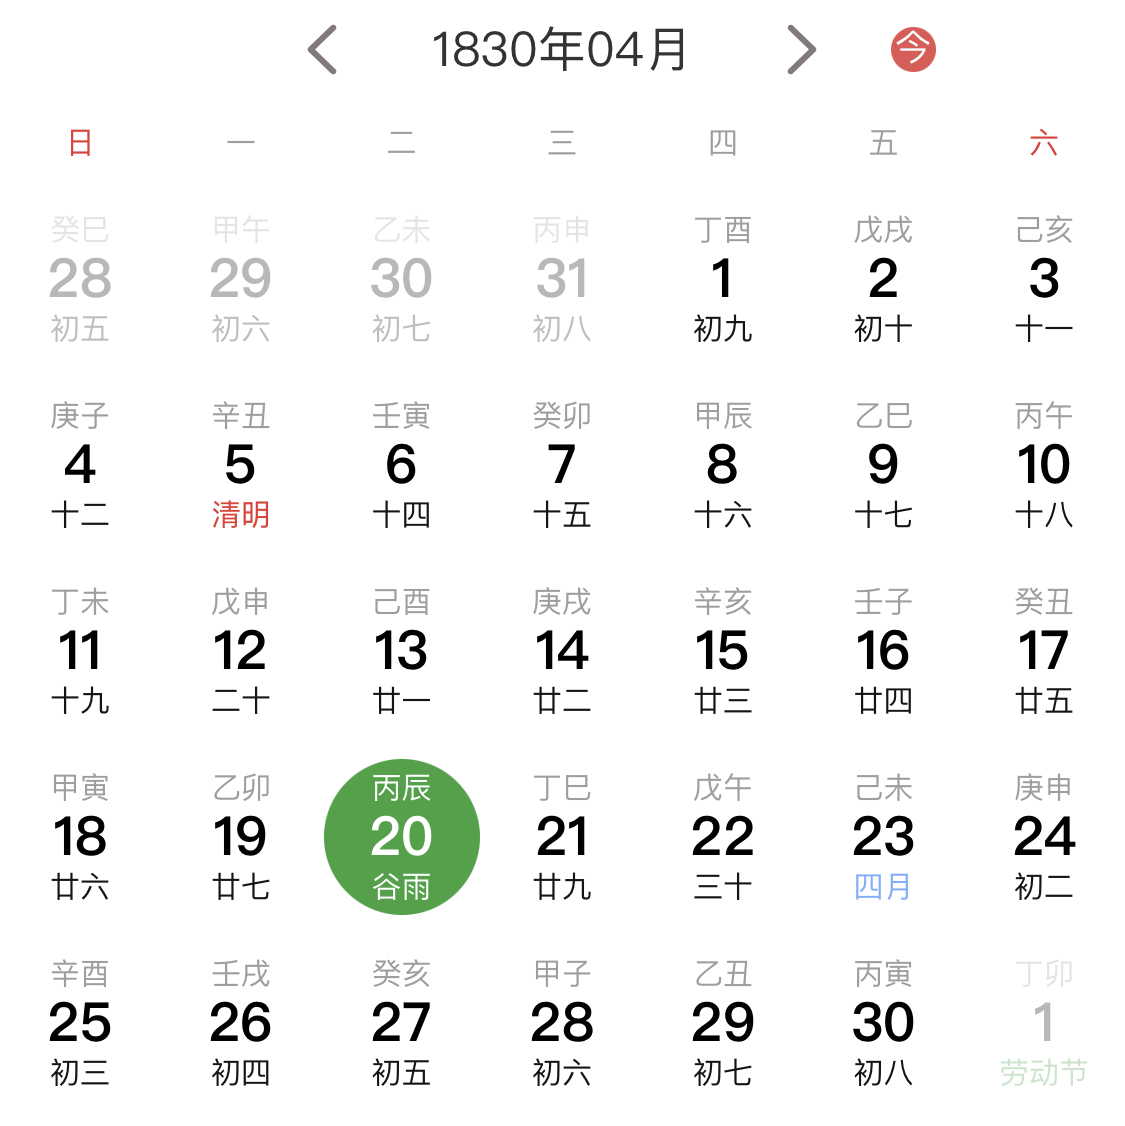 1830年04月 今
日 一 二 三 四 五 六
癸巳 甲午 乙未 丙申 丁酉 戊戌 己亥
28 29 30 31 1 2 3
初五 初六 初七 初八 初九 初十 十一
庚子 辛丑 壬寅 癸卯 甲辰 乙巳 丙午
4 5 6 7 8 9 10
十二 清明 十四 十五 十六 十七 十八
丁未 戊申 己酉 庚戌 辛亥 壬子 癸丑
11 12 13 14 15 16 17
十九 二十 廿一 廿二 廿三 廿四 廿五
甲寅 乙卯 丙辰 丁巳 戊午 己未 庚申
18 19 20 21 22 23 24
廿六 廿七 谷雨 廿九 三十 四月 初二
辛酉 壬戌 癸亥 甲子 乙丑 丙寅 丁卯
25 26 27 28 29 30 1
初三 初四 初五 初六 初七 初八 劳动节